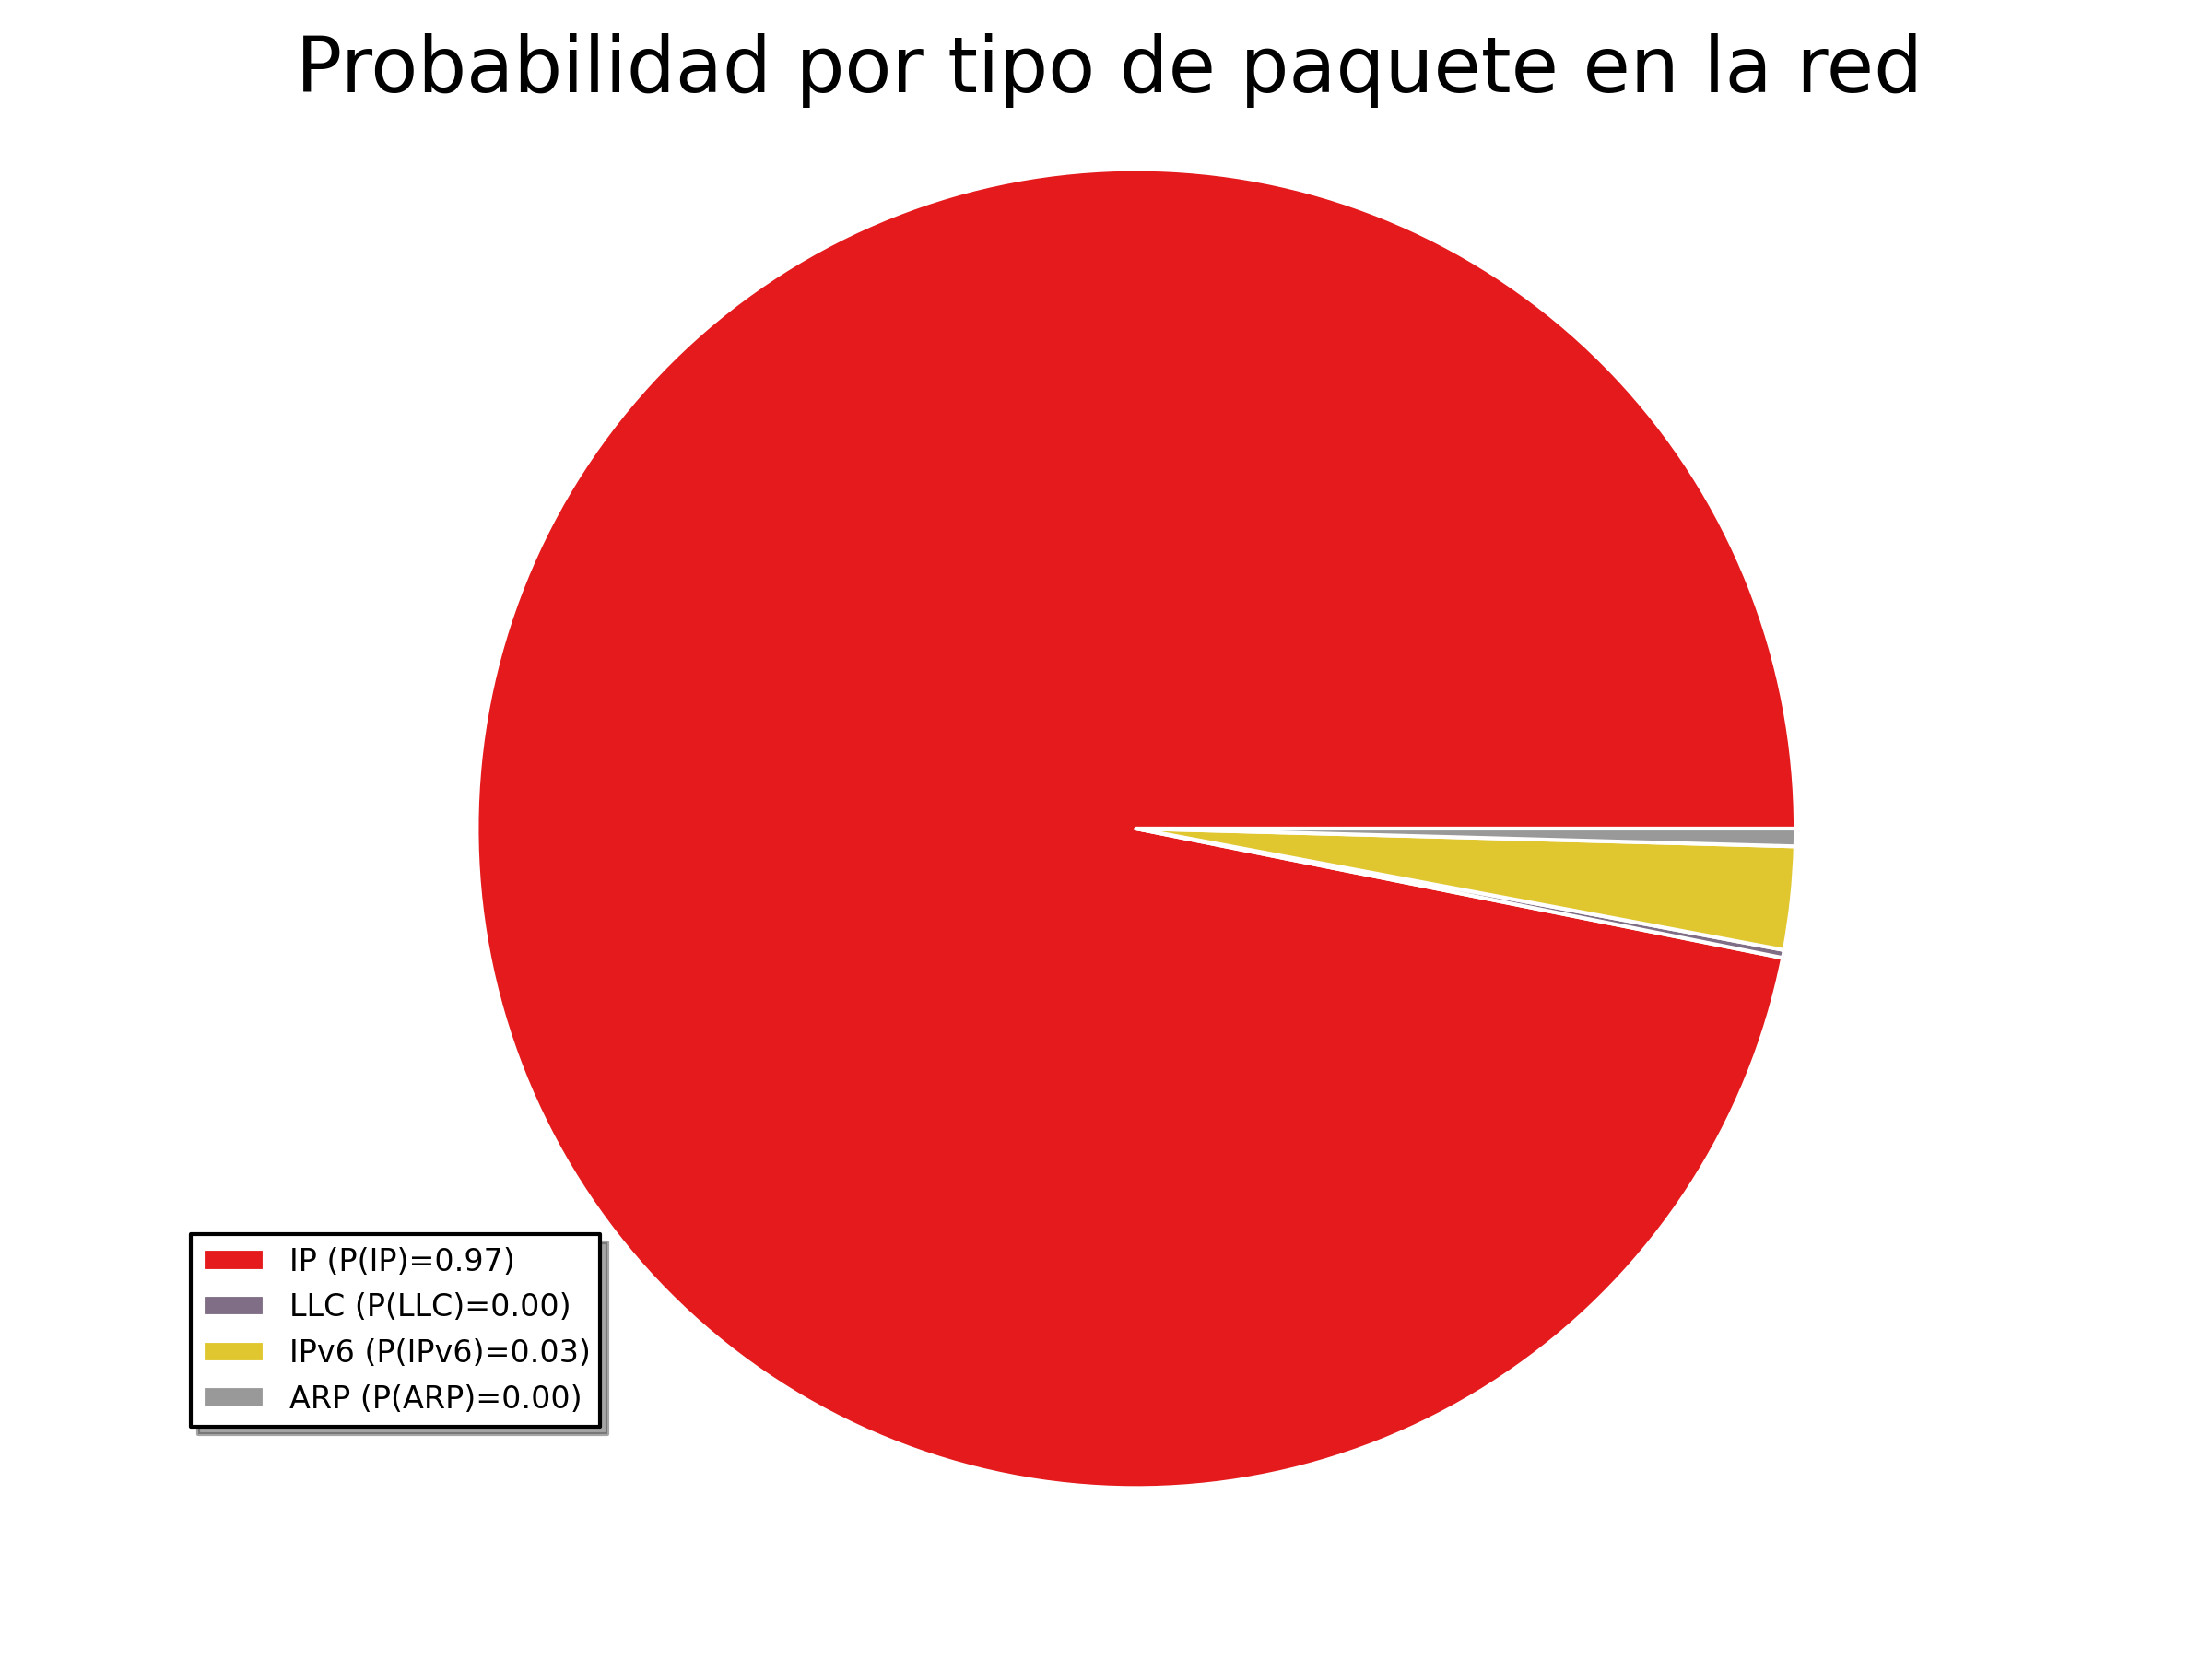 Probabilidad por tipo de paquete en la red
IP (P(IP)=0.97)
LLC (P(LLC)=0.00)
IPv6 (P(IPv6)=0.03)
ARP (P(ARP)=0.00)